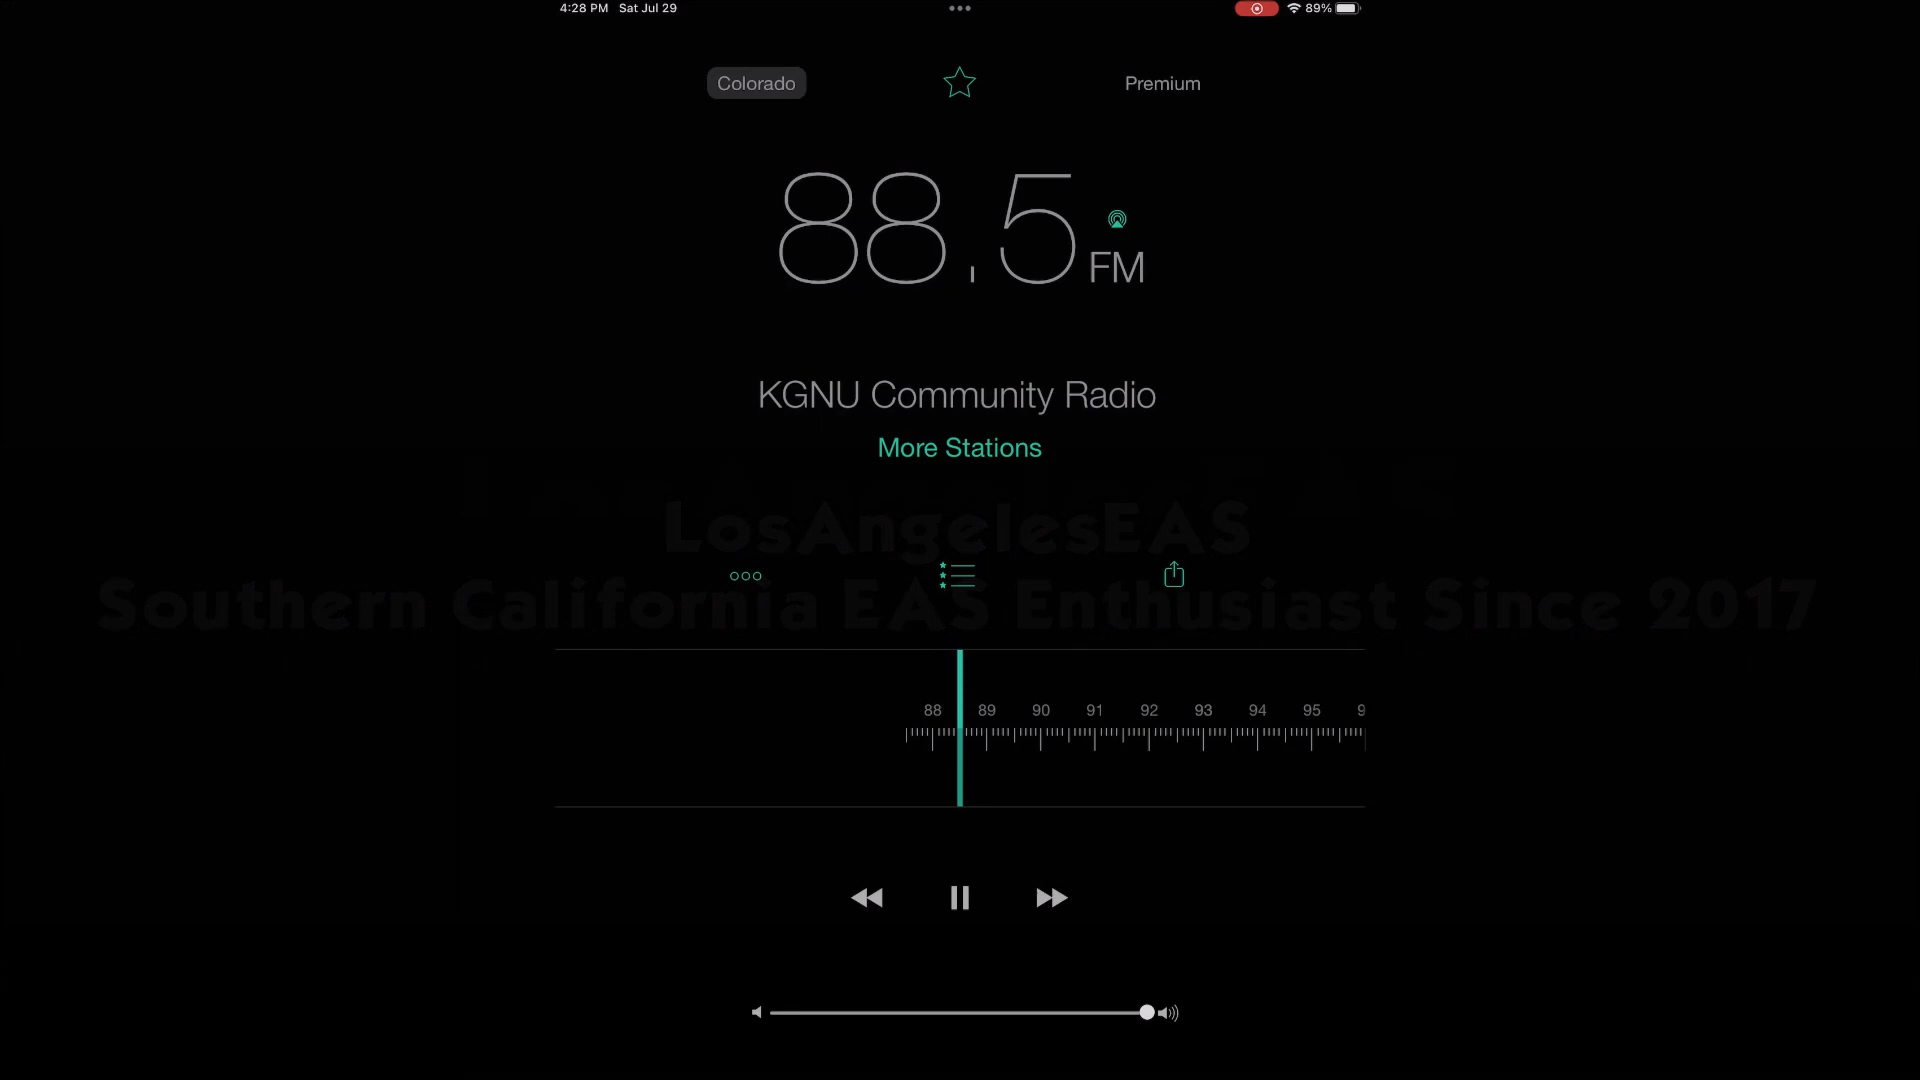 4:28 PM Sat Jul 29
89%
Colorado
Premium
88.5 FM
KGNU Community Radio
More Stations
LosAngelesEAS
Southern California EAS Enthusiast Since 2017
88 89 90 91 92 93 94 95